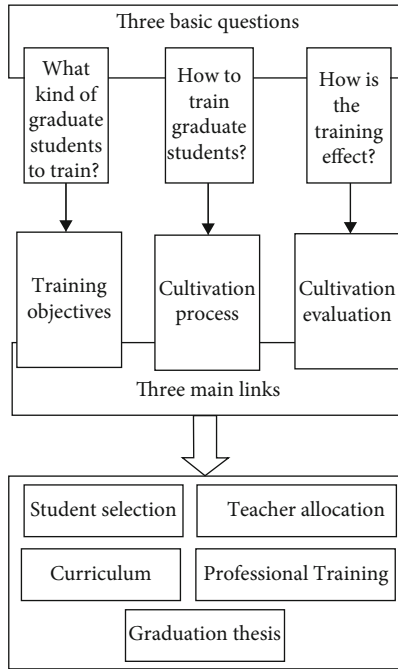 Three basic questions
What
kind of
graduate
students
to train?
How to
train
graduate
students?
How is
the
training
effect?
Training
objectives
Cultivation
process
Cultivation
evaluation
Three main links
Student selection
Teacher allocation
Curriculum
Professional Training
Graduation thesis